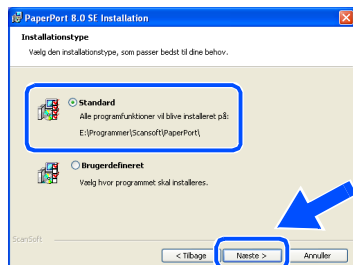 PaperPort 8.0 SE Installation
Installationstype
Vælg den installationstype, som passer bedst til dine behov.
Standard
Alle programfunktioner vil blive installeret på:
E:\Programmer\Scansoft\PaperPort\
Brugerdefineret
Vælg hvor programmet skal installeres.
ScanSoft
< Tilbage
Næste >
Annuller